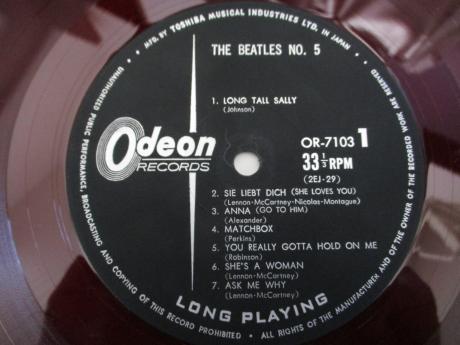 MFD. BY TOSHIBA MUSICAL INDUSTRIES LTD. IN JAPAN.
THE BEATLES NO. 5
1. LONG TALL SALLY
(Johnson)
Odeon
RECORDS
OR-7103 1
33 1/3 RPM
(2EJ-29)
2. SIE LIEBT DICH (SHE LOVES YOU)
(Lennon-McCartney-Nicolas-Montague)
3. ANNA (GO TO HIM)
(Alexander)
4. MATCHBOX
(Perkins)
5. YOU REALLY GOTTA HOLD ON ME
(Robinson)
6. SHE'S A WOMAN
(Lennon-McCartney)
7. ASK ME WHY
(Lennon-McCartney)
LONG PLAYING
ALL RIGHTS OF THE MANUFACTURER AND OF THE OWNER OF THE RECORDED WORK ARE RESERVED.
UNAUTHORIZED PUBLIC PERFORMANCE, BROADCASTING AND COPYING OF THIS RECORD PROHIBITED.